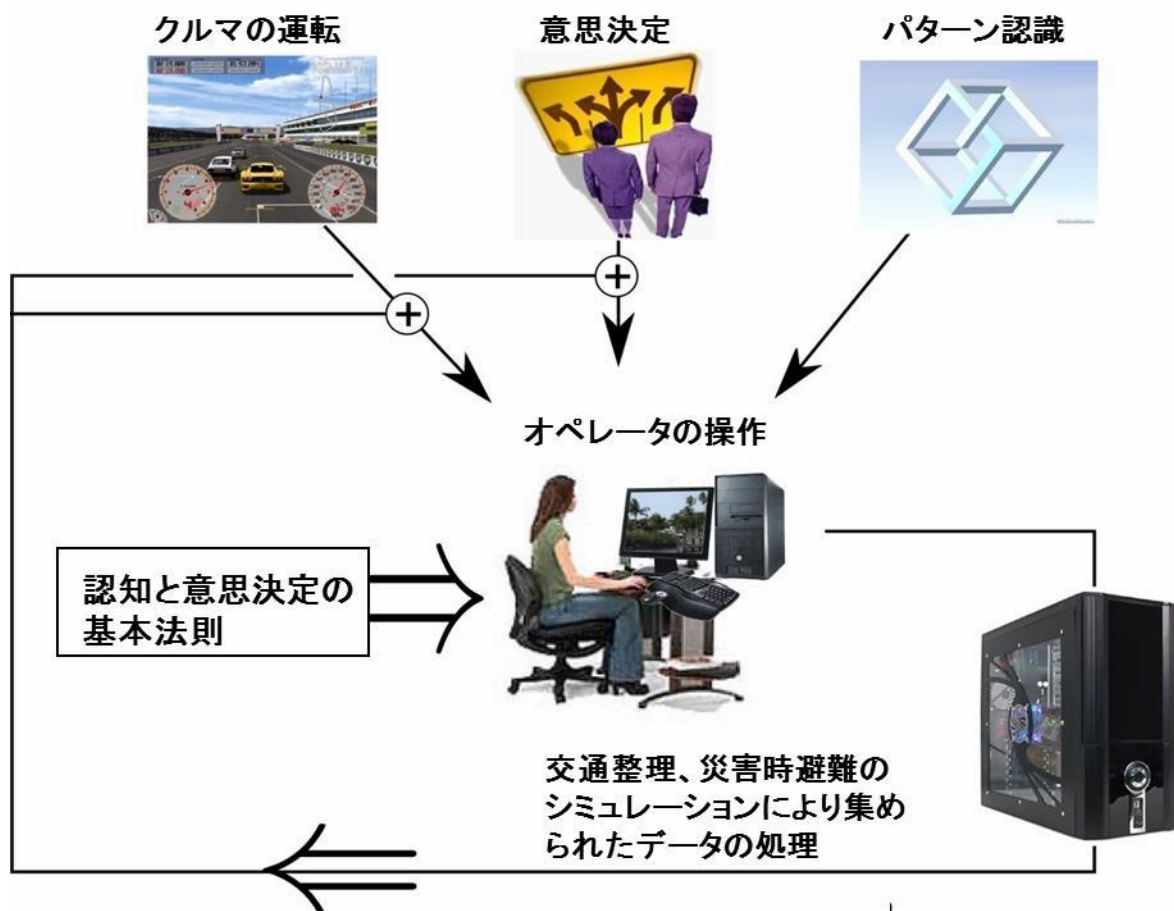 クルマの運転
意思決定
パターン認識
オペレータの操作
認知と意思決定の
基本法則
交通整理、災害時避難の
シミュレーションにより集め
られたデータの処理